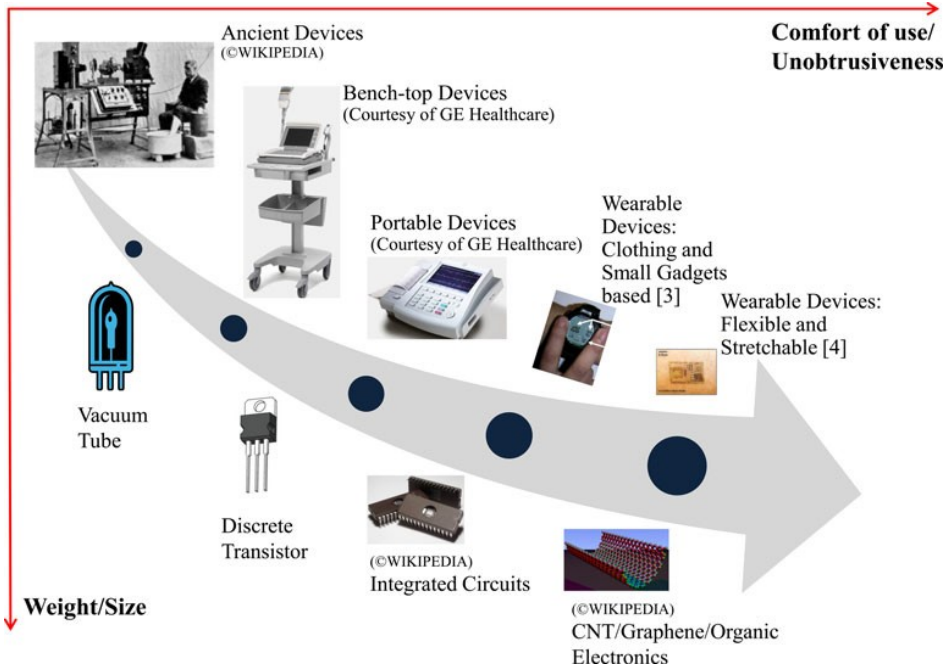 Ancient Devices
(©WIKIPEDIA)
Comfort of use/
Unobtrusiveness
Bench-top Devices
(Courtesy of GE Healthcare)
Portable Devices
(Courtesy of GE Healthcare)
Wearable
Devices:
Clothing and
Small Gadgets
based [3]
Wearable Devices:
Flexible and
Stretchable [4]
Vacuum
Tube
Discrete
Transistor
(©WIKIPEDIA)
Integrated Circuits
(©WIKIPEDIA)
CNT/Graphene/Organic
Electronics
Weight/Size